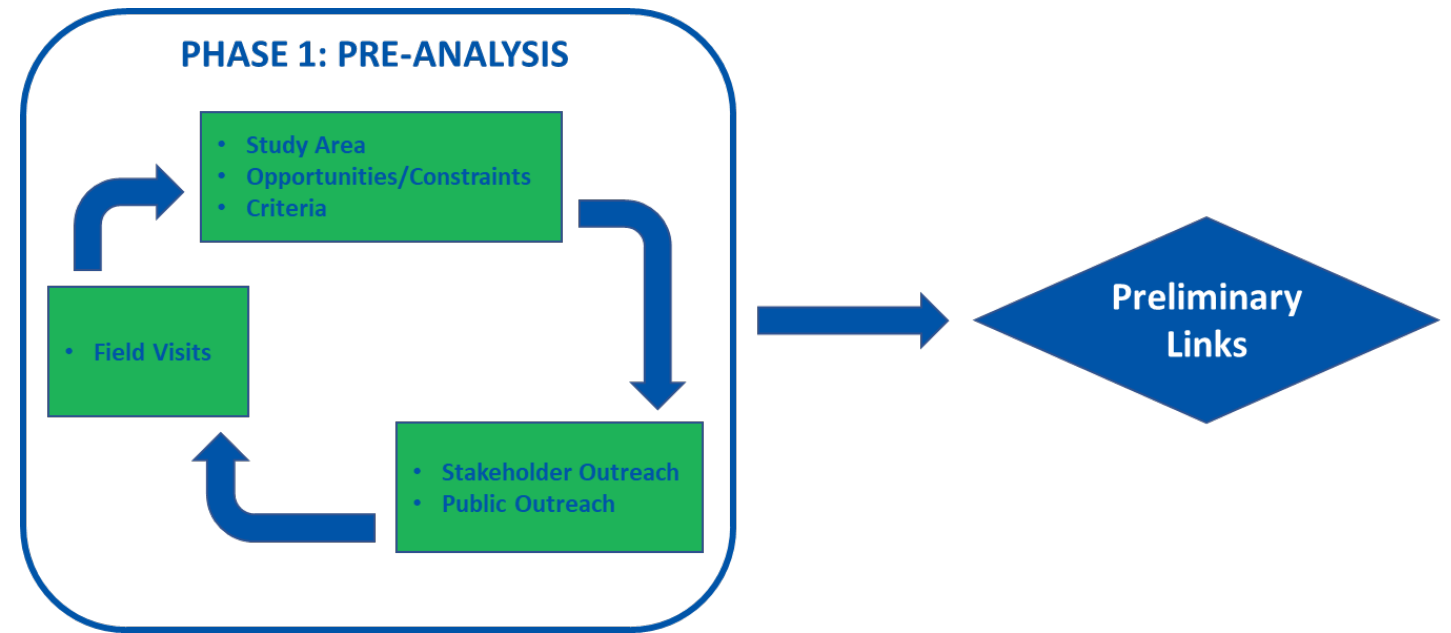 PHASE 1: PRE-ANALYSIS
• Study Area
• Opportunities/Constraints
• Criteria
• Field Visits
• Stakeholder Outreach
• Public Outreach
Preliminary
Links